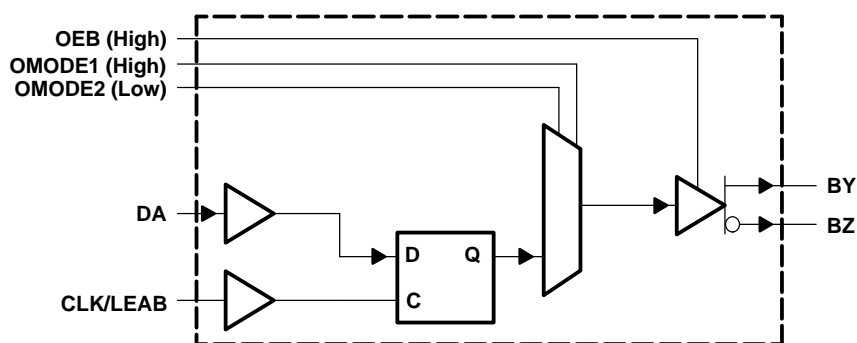 OEB (High)
OMODE1 (High)
OMODE2 (Low)
DA
BY
BZ
D
Q
C
CLK/LEAB